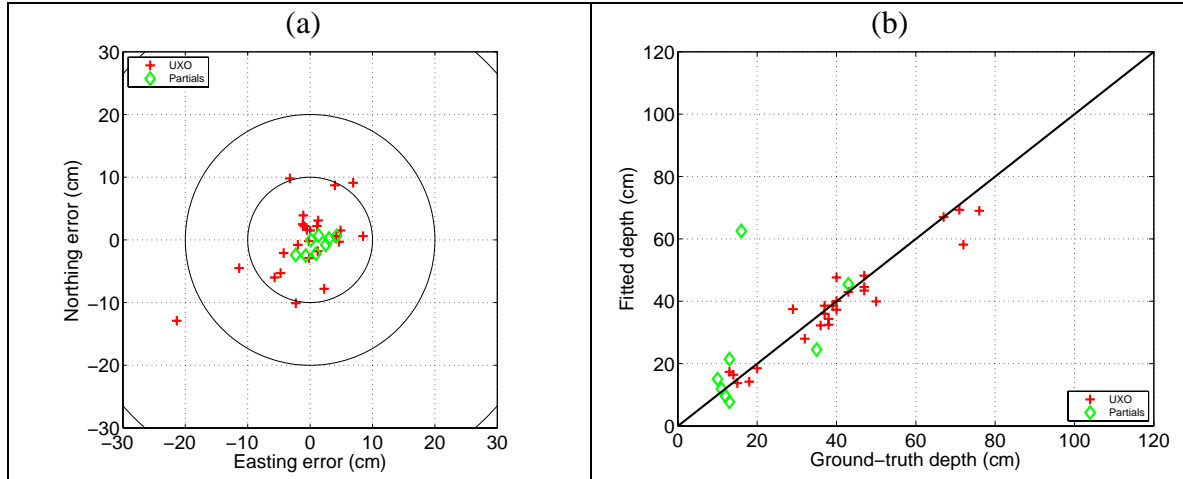 (a)
30
20
10
0
−10
−20
−30
−30 −20 −10 0 10 20 30
Northing error (cm)
Easting error (cm)
UXO
Partials
(b)
120
100
80
60
40
20
0
0 20 40 60 80 100 120
Fitted depth (cm)
Ground−truth depth (cm)
UXO
Partials